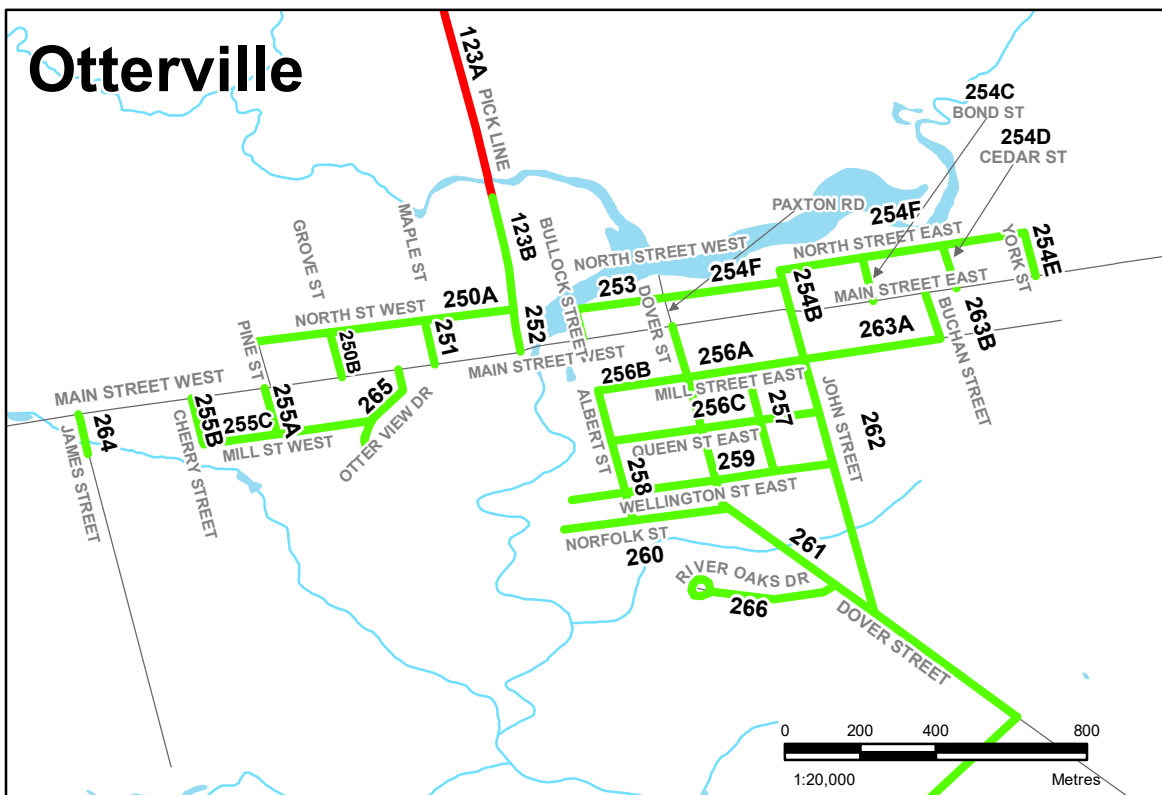 Otterville
123A
PICK LINE
254C
BOND ST
254D
CEDAR ST
PAXTON RD
254F
NORTH STREET EAST
YORK ST
254E
GROVE ST
MAPLE ST
123B
BULLOCK STREET
NORTH STREET WEST
254F
253
250A
NORTH ST WEST
252
DOVER ST
254B
MAIN STREET EAST
263A
263B
BUCHAN STREET
PINE ST
250B
251
MAIN STREET WEST
256A
256B
MILL STREET EAST
MAIN STREET WEST
265
OTTER VIEW DR
255A
255C
255B
MILL ST WEST
CHERRY STREET
264
JAMES STREET
ALBERT ST
256C
257
QUEEN ST EAST
JOHN STREET
262
258
259
WELLINGTON ST EAST
NORFOLK ST
260
261
RIVER OAKS DR
266
DOVER STREET
0 200 400 800
1:20,000 Metres